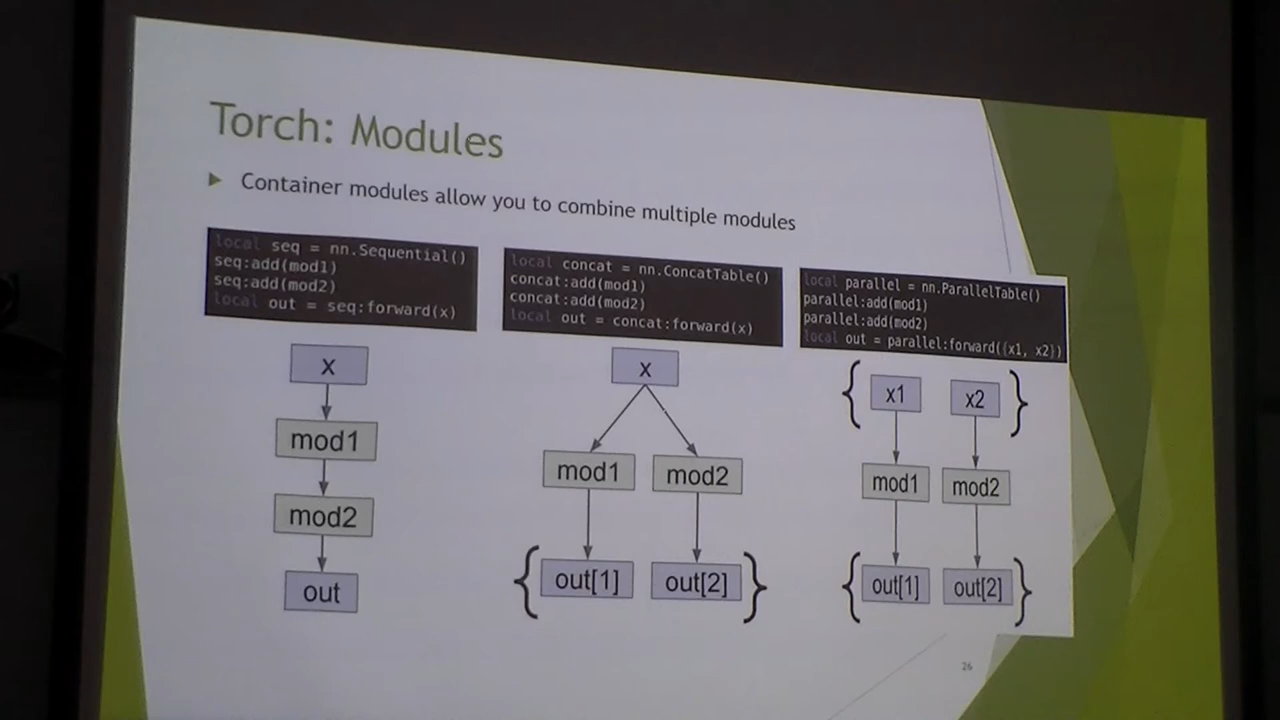 Torch: Modules
Container modules allow you to combine multiple modules
local seq = nn.Sequential()
seq:add(mod1)
seq:add(mod2)
local out = seq:forward(x)
local concat = nn.ConcatTable()
concat:add(mod1)
concat:add(mod2)
local out = concat:forward(x)
local parallel = nn.ParallelTable()
parallel:add(mod1)
parallel:add(mod2)
local out = parallel:forward({x1, x2})
x
mod1
mod2
out
x
mod1 mod2
{ out[1] out[2] }
{ x1 x2 }
mod1 mod2
{ out[1] out[2] }
26